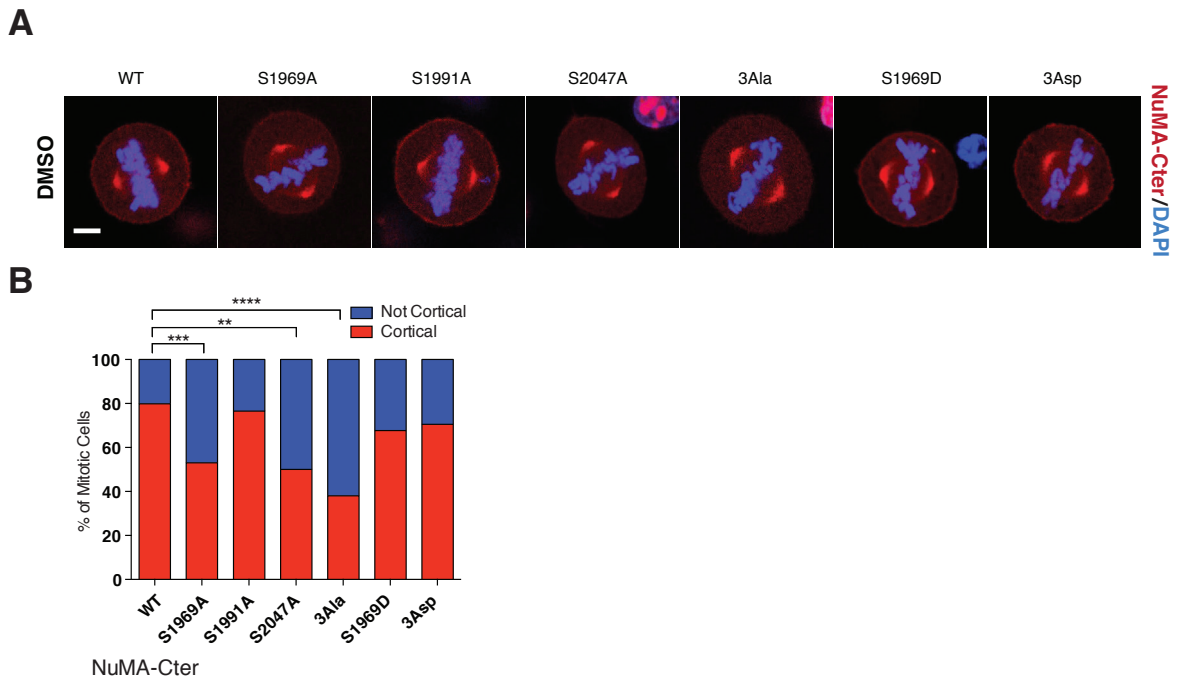 A
WT S1969A S1991A S2047A 3Ala S1969D 3Asp
DMSO
NuMA-Cter/DAPI
B
****
**
***
Not Cortical
Cortical
% of Mitotic Cells
100
80
60
40
20
0
WT S1969A S1991A S2047A 3Ala S1969D 3Asp
NuMA-Cter